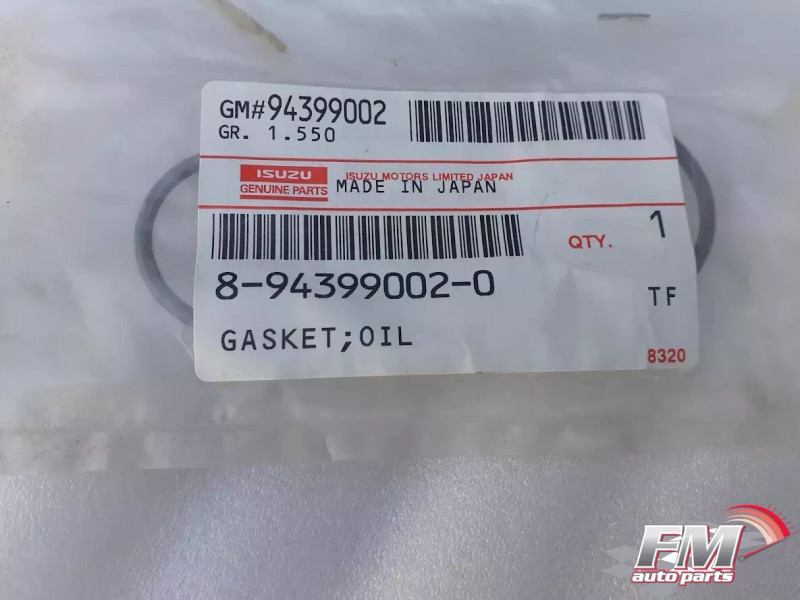 GM#94399002
GR. 1.550
ISUZU
GENUINE PARTS
ISUZU MOTORS LIMITED JAPAN
MADE IN JAPAN
QTY. 1
8-94399002-0
TF
GASKET;OIL
8320
FM
auto parts